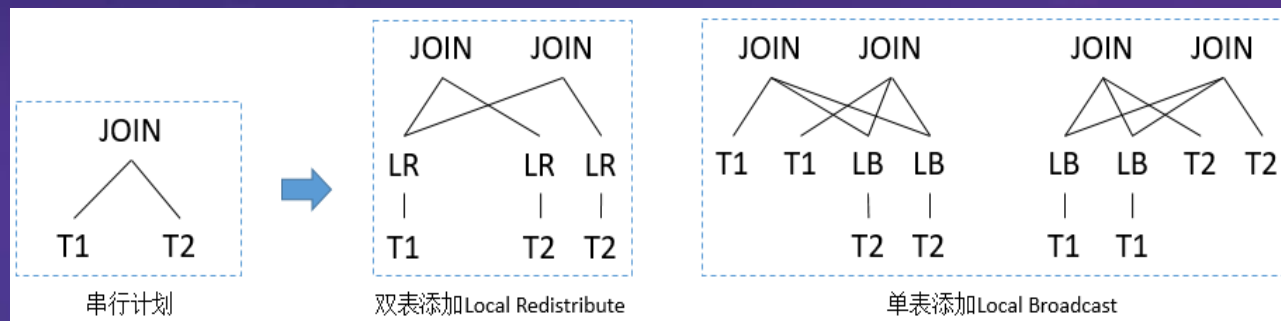 JOIN
T1 T2
串行计划
JOIN JOIN
LR LR LR
T1 T2 T2
双表添加Local Redistribute
JOIN JOIN JOIN JOIN
T1 T1 LB LB LB LB T2 T2
T2 T2 T1 T1
单表添加Local Broadcast